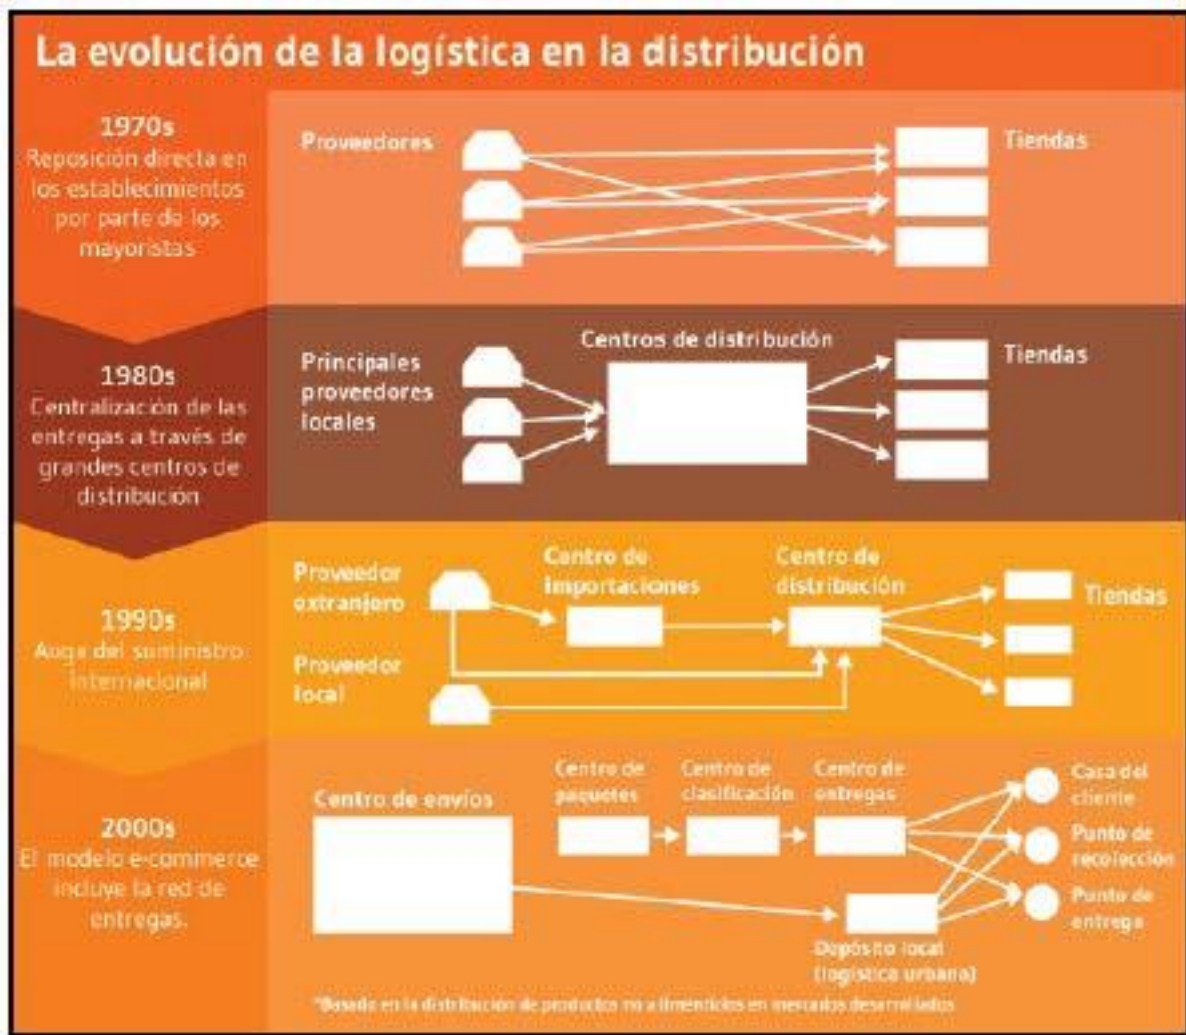 La evolución de la logística en la distribución
1970s
Reposición directa en
los establecimientos
por parte de los
mayoristas
Proveedores
Tiendas
1980s
Centralización de las
entregas a través de
grandes centros de
distribución
Principales
proveedores
locales
Centros de distribución
Tiendas
1990s
Auge del suministro
internacional
Proveedor
extranjero
Proveedor
local
Centro de
importaciones
Centro de
distribución
Tiendas
2000s
El modelo e-commerce
incluye la red de
entregas.
Centro de envíos
Centro de
paquetes
Centro de
clasificación
Centro de
entregas
Casa del
cliente
Punto de
recolección
Punto de
entrega
Depósito local
(logística urbana)
*Basado en la distribución de productos no alimenticios en mercados desarrollados